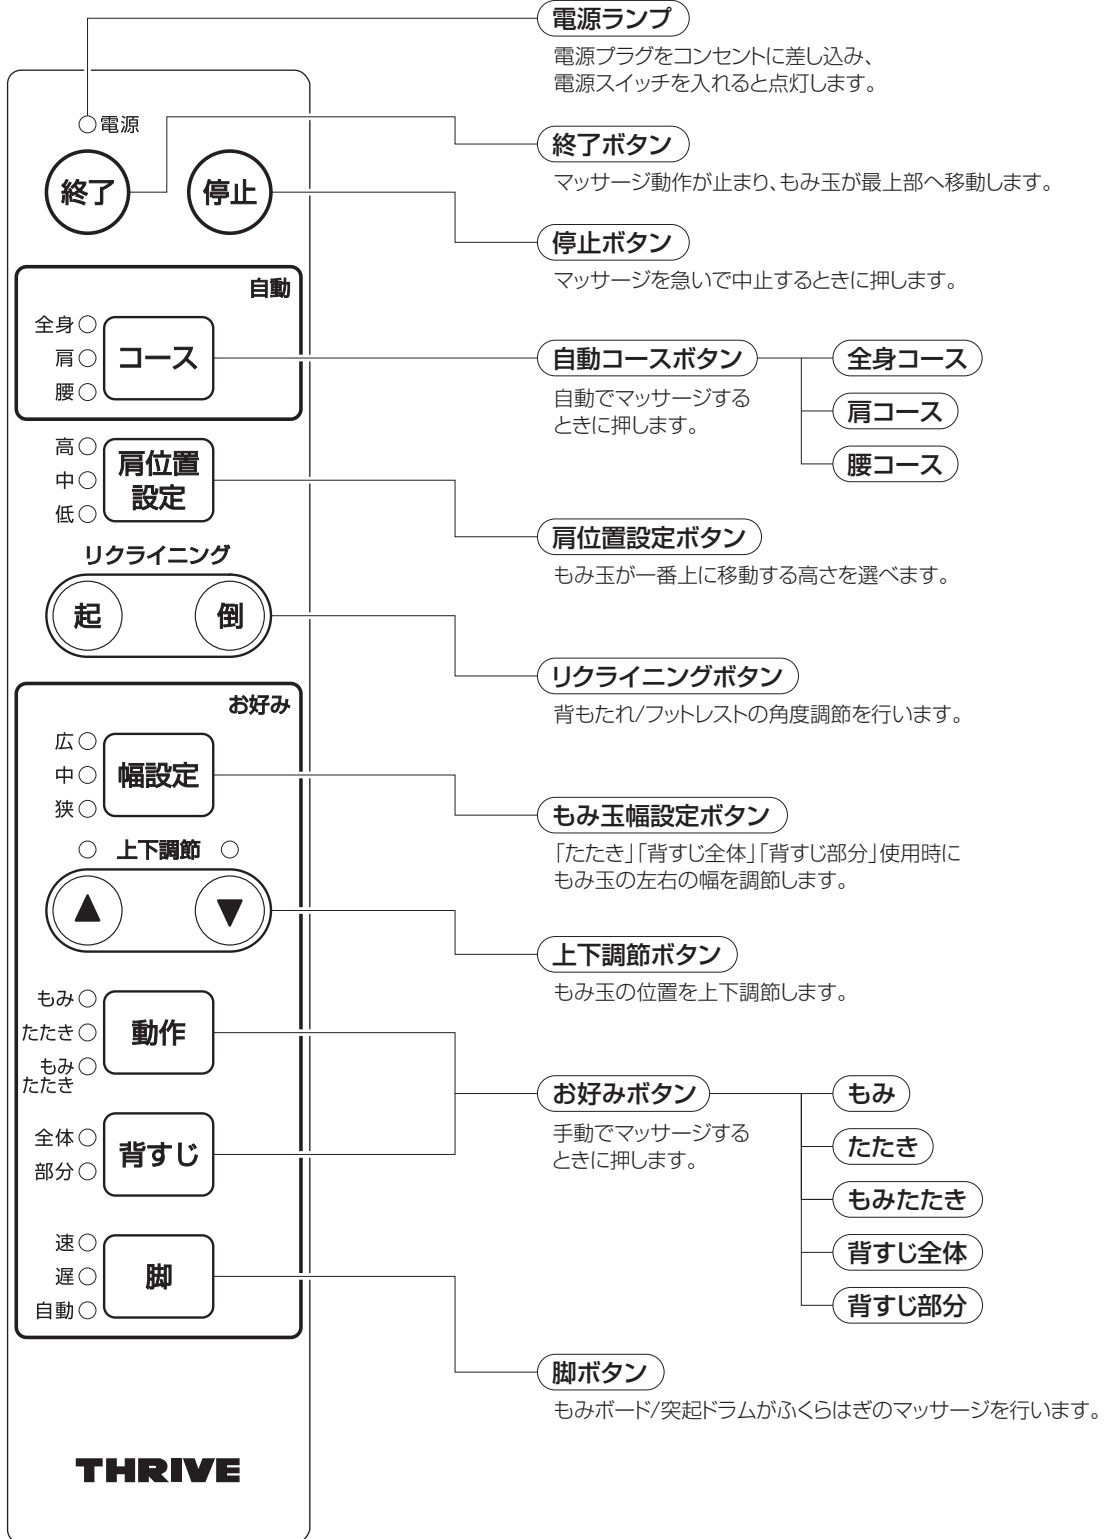 電源ランプ
電源プラグをコンセントに差し込み、
電源スイッチを入れると点灯します。
電源
終了
停止
終了ボタン
マッサージ動作が止まり、もみ玉が最上部へ移動します。
停止ボタン
マッサージを急いで中止するときに押します。
自動
全身
肩
腰
コース
自動コースボタン
自動でマッサージする
ときに押します。
全身コース
肩コース
腰コース
高
中
低
肩位置
設定
肩位置設定ボタン
もみ玉が一番上に移動する高さを選べます。
リクライニング
起
倒
リクライニングボタン
背もたれ/フットレストの角度調節を行います。
お好み
広
中
狭
幅設定
もみ玉幅設定ボタン
「たたき」「背すじ全体」「背すじ部分」使用時に
もみ玉の左右の幅を調節します。
上下調節
▲
▼
上下調節ボタン
もみ玉の位置を上下調節します。
もみ
たたき
もみ
たたき
動作
全体
部分
背すじ
お好みボタン
手動でマッサージする
ときに押します。
もみ
たたき
もみたたき
背すじ全体
背すじ部分
速
遅
自動
脚
脚ボタン
もみボード/突起ドラムがふくらはぎのマッサージを行います。
THRIVE